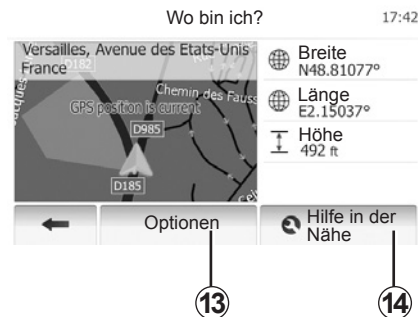 Wo bin ich?
17:42
Versailles, Avenue des Etats-Unis
France
D182
Chemin des Fauss
GPS position is current
D985
D185
Breite
N48.81077°
Länge
E2.15037°
Höhe
492 ft
Optionen
Hilfe in der
Nähe
13
14